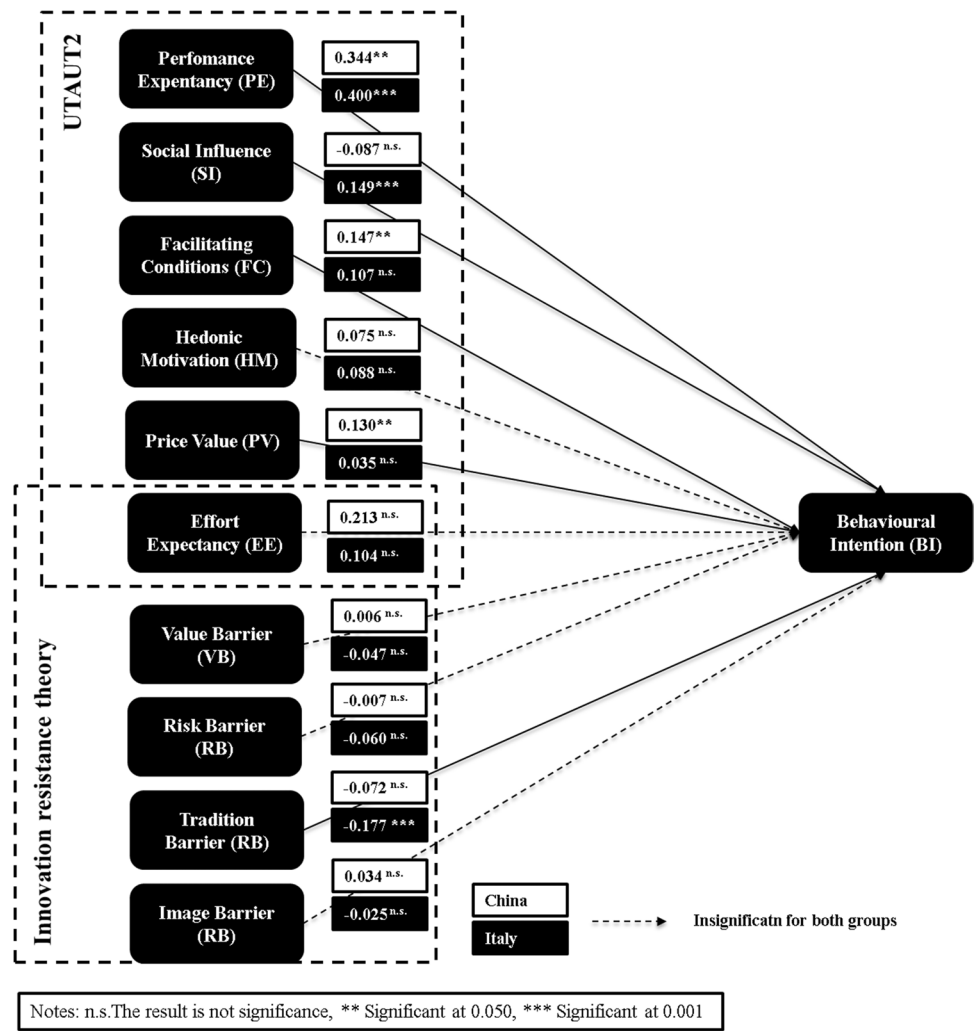 UTAUT2
Perfomance
Expentancy (PE)
0.344**
0.400***
Social Influence
(SI)
-0.087 n.s.
0.149***
Facilitating
Conditions (FC)
0.147**
0.107 n.s.
Hedonic
Motivation (HM)
0.075 n.s.
0.088 n.s.
Price Value (PV)
0.130**
0.035 n.s.
Effort
Expectancy (EE)
0.213 n.s.
0.104 n.s.
Behavioural
Intention (BI)
Innovation resistance theory
Value Barrier
(VB)
0.006 n.s.
-0.047 n.s.
Risk Barrier
(RB)
-0.007 n.s.
-0.060 n.s.
Tradition
Barrier (RB)
-0.072 n.s.
-0.177 ***
Image Barrier
(RB)
0.034 n.s.
-0.025 n.s.
China
Italy
Insignificatn for both groups
Notes: n.s.The result is not significance, ** Significant at 0.050, *** Significant at 0.001